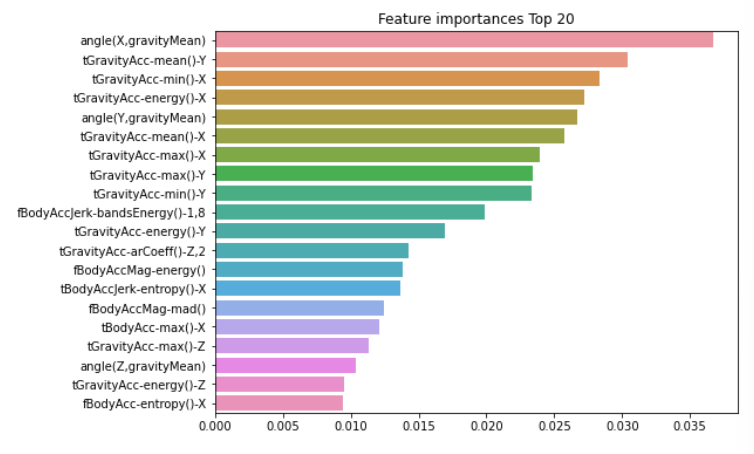 Feature importances Top 20
angle(X,gravityMean)
tGravityAcc-mean()-Y
tGravityAcc-min()-X
tGravityAcc-energy()-X
angle(Y,gravityMean)
tGravityAcc-mean()-X
tGravityAcc-max()-X
tGravityAcc-max()-Y
tGravityAcc-min()-Y
fBodyAccJerk-bandsEnergy()-1,8
tGravityAcc-energy()-Y
tGravityAcc-arCoeff()-Z,2
fBodyAccMag-energy()
tBodyAccJerk-entropy()-X
fBodyAccMag-mad()
tBodyAcc-max()-X
tGravityAcc-max()-Z
angle(Z,gravityMean)
tGravityAcc-energy()-Z
fBodyAcc-entropy()-X
0.000 0.005 0.010 0.015 0.020 0.025 0.030 0.035